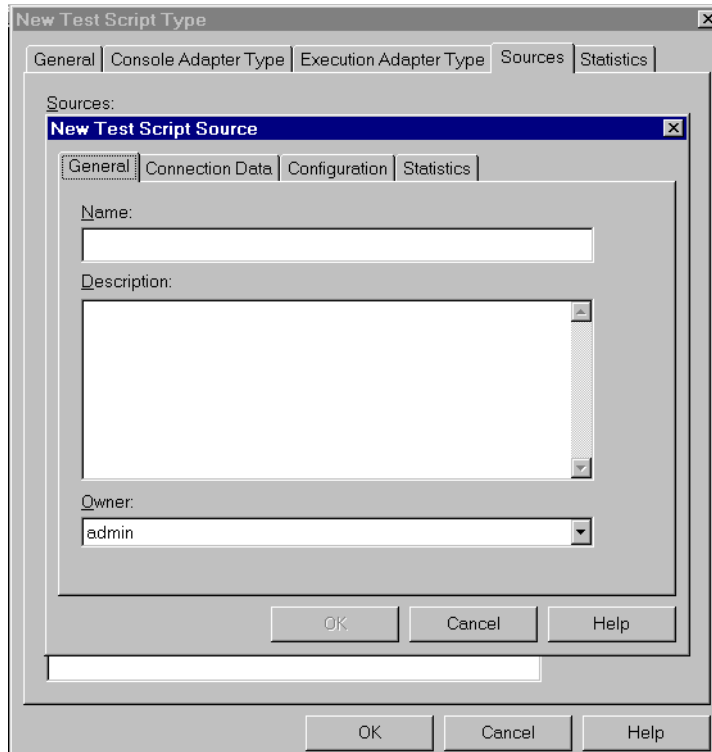 New Test Script Type
General Console Adapter Type Execution Adapter Type Sources Statistics
Sources:
New Test Script Source
General Connection Data Configuration Statistics
Name:
Description:
Owner:
admin
OK Cancel Help
OK Cancel Help